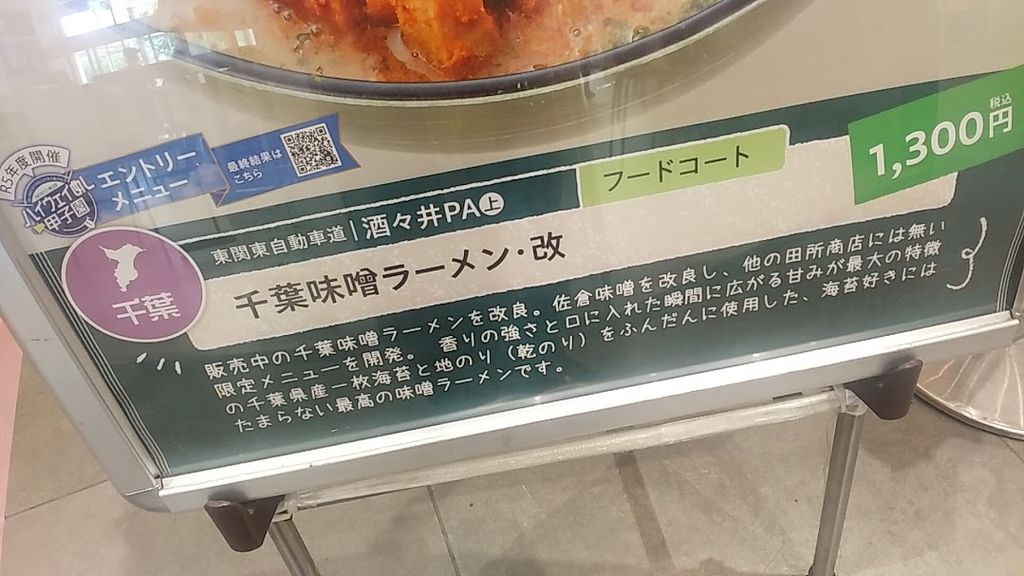 R5年度開催
ハイウェイめし
甲子園
エントリー
メニュー
最終結果は
こちら
千葉
東関東自動車道 | 酒々井PA上
フードコート
税込
1,300円
千葉味噌ラーメン・改
販売中の千葉味噌ラーメンを改良。佐倉味噌を改良し、他の田所商店には無い
限定メニューを開発。 香りの強さと口に入れた瞬間に広がる甘みが最大の特徴
の千葉県産一枚海苔と地のり（乾のり）をふんだんに使用した、海苔好きには
たまらない最高の味噌ラーメンです。